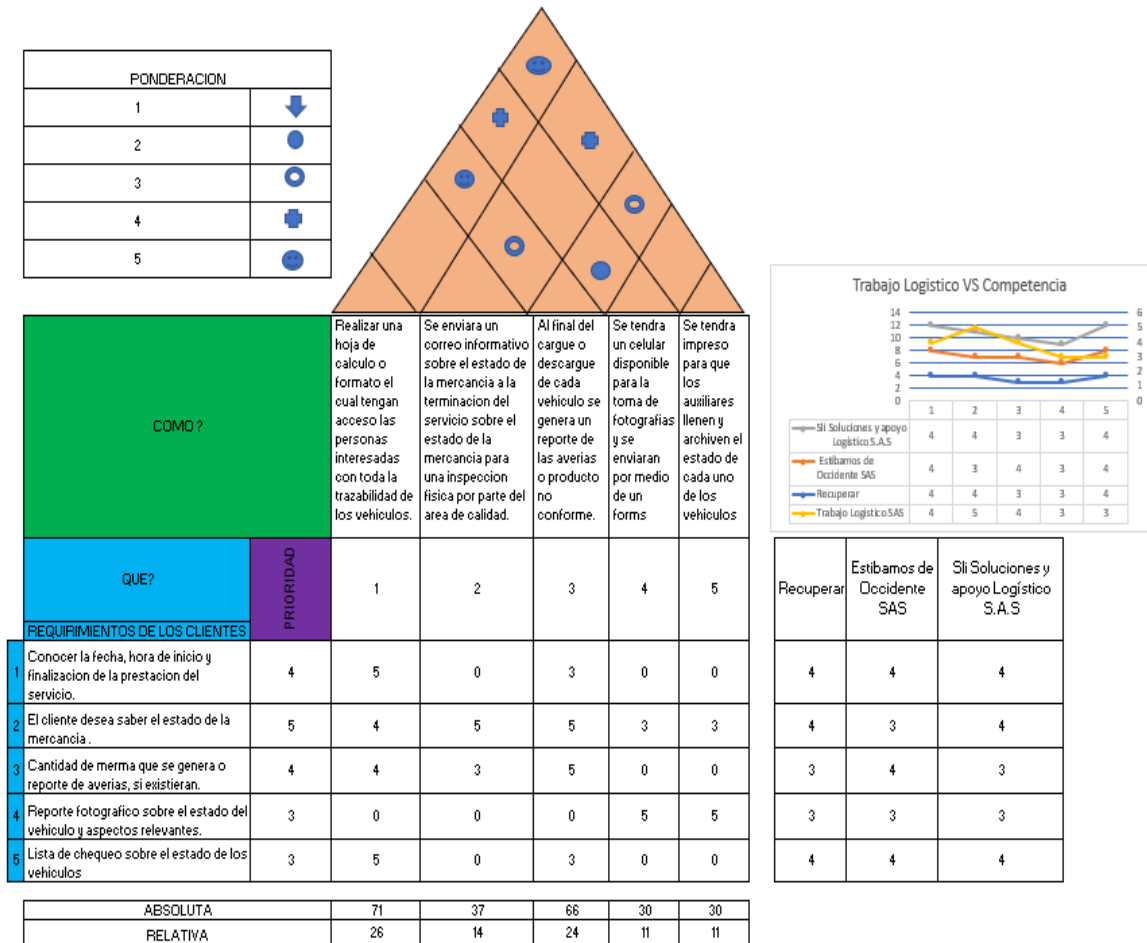 PONDERACION
1
2
3
4
5
COMO ?
Realizar una
hoja de
calculo o
formato el
cual tengan
acceso las
personas
interesadas
con toda la
trazabilidad de
los vehiculos.
Se enviara un
correo informativo
sobre el estado de
la mercancia a la
terminacion del
servicio sobre el
estado de la
mercancia para
una inspeccion
fisica por parte del
area de calidad.
Al final del
cargue o
descargue
de cada
vehiculo se
genera un
reporte de
las averias
o producto
no
conforme.
Se tendra
un celular
disponible
para la
toma de
fotografias
y se
enviaran
por medio
de un
forms
Se tendra
impreso
para que
los
auxiliares
llenen y
archiven el
estado de
cada uno
de los
vehiculos
Trabajo Logistico VS Competencia
14
12
10
8
6
4
2
0
6
5
4
3
2
1
0
1 2 3 4 5
Sli Soluciones y apoyo
Logístico S.A.S
4 4 3 3 4
Estibamos de
Occidente SAS
4 3 4 3 4
Recuperar 4 4 3 3 4
Trabajo Logistico SAS 4 5 4 3 3
QUE?
REQUIRIMIENTOS DE LOS CLIENTES
PRIORIDAD
1 2 3 4 5
Recuperar
Estibamos de
Occidente
SAS
Sli Soluciones y
apoyo Logístico
S.A.S
1 Conocer la fecha, hora de inicio y
finalizacion de la prestacion del
servicio.
4 5 0 3 0 0 4 4 4
2 El cliente desea saber el estado de la
mercancia .
5 4 5 5 3 3 4 3 4
3 Cantidad de merma que se genera o
reporte de averias, si existieran.
4 4 3 5 0 0 3 4 3
4 Reporte fotografico sobre el estado del
vehiculo y aspectos relevantes.
3 0 0 0 5 5 3 3 3
5 Lista de chequeo sobre el estado de los
vehiculos
3 5 0 3 0 0 4 4 4
ABSOLUTA 71 37 66 30 30
RELATIVA 26 14 24 11 11